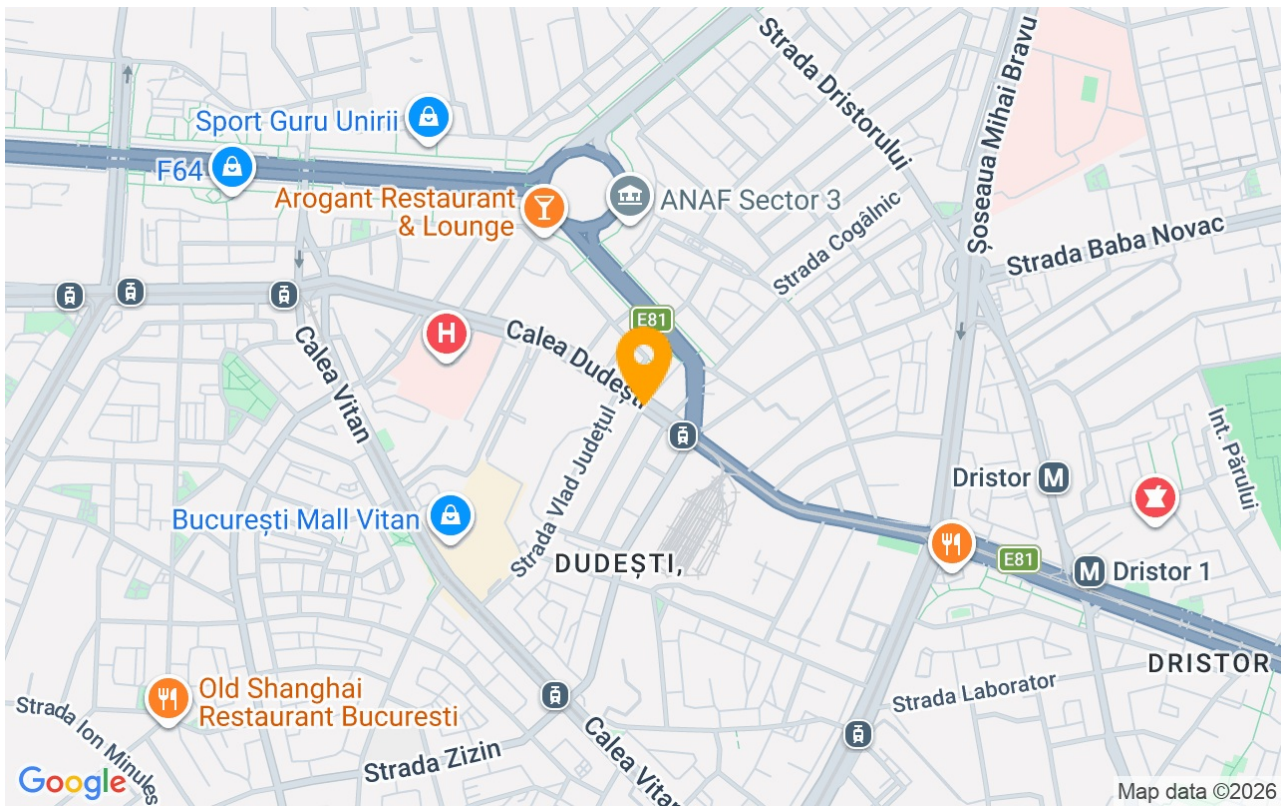 Strada Dristorului
Șoseaua Mihai Bravu
Sport Guru Unirii
F64
Arogant Restaurant
& Lounge
ANAF Sector 3
Strada Cogâlnic
Strada Baba Novac
E81
H
Calea Dudești
Calea Vitan
Strada Vlad Județul
Int. Părului
Dristor
M
București Mall Vitan
DUDEȘTI,
E81
M
Dristor 1
DRISTOR
Old Shanghai
Restaurant Bucuresti
Strada Laborator
Strada Ion Minules
Strada Zizin
Calea Vitan
Google
Map data ©2026